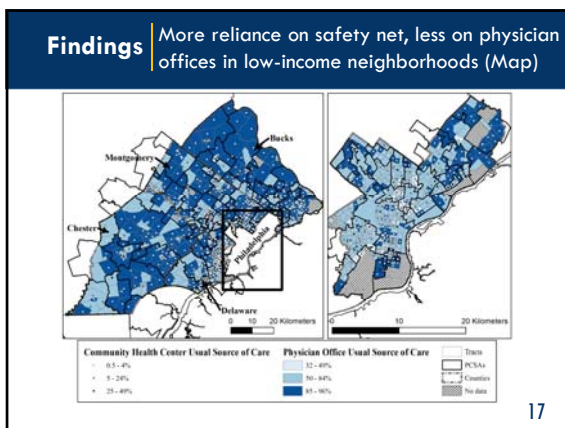 Findings
More reliance on safety net, less on physician
offices in low-income neighborhoods (Map)
Bucks
Montgomery
Chester
Philadelphia
Delaware
0 10 20 Kilometers
0 10 20 Kilometers
Community Health Center Usual Source of Care
0.5 - 4%
5 - 24%
25 - 49%
Physician Office Usual Source of Care
32 - 49%
50 - 84%
85 - 96%
Tracts
PCSAs
Counties
No data
17